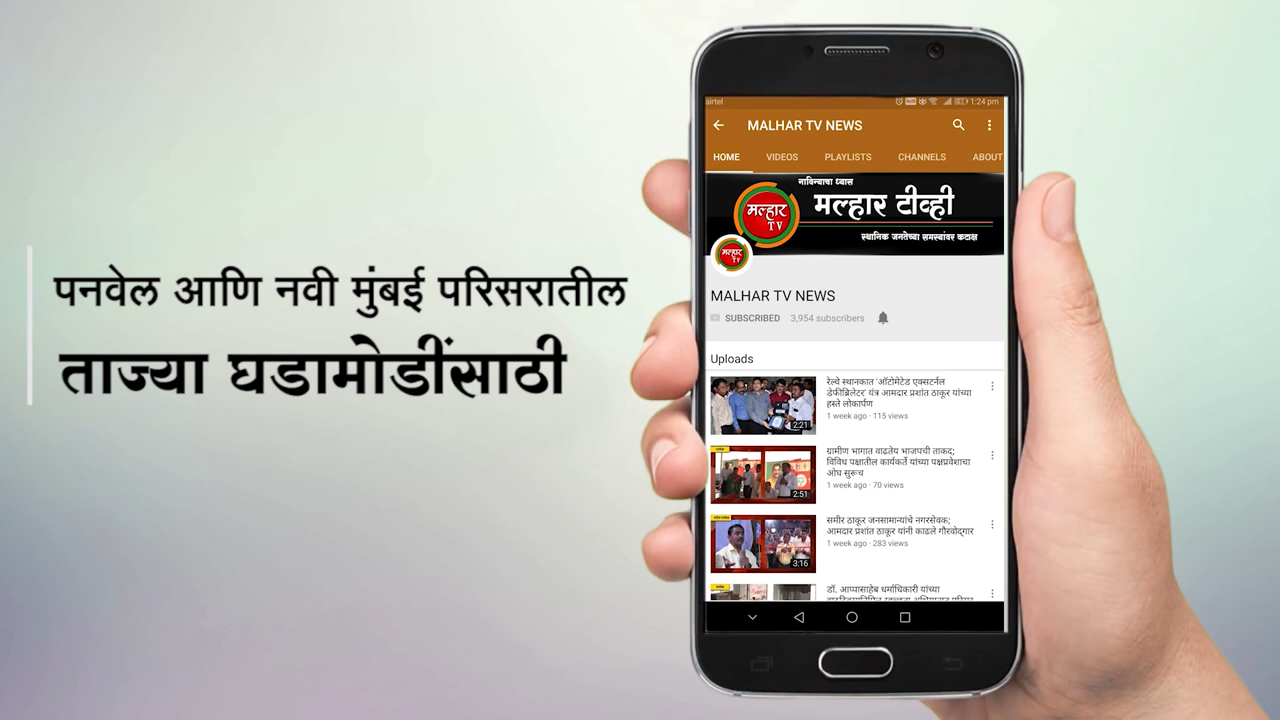 पनवेल आणि नवी मुंबई परिसरातील
ताज्या घडामोडींसाठी
airtel
1:24 pm
MALHAR TV NEWS
HOME VIDEOS PLAYLISTS CHANNELS ABOUT
नाविन्याचा ध्यास
मल्हार टीव्ही
मल्हार
TV
स्थानिक जनतेच्या समस्यांवर कटाक्ष
मल्हार
TV
MALHAR TV NEWS
SUBSCRIBED 3,954 subscribers
Uploads
रेल्वे स्थानकात 'ऑटोमेटेड एक्सटर्नल
डेफीब्रिलेटर' यंत्र आमदार प्रशांत ठाकूर यांच्या
हस्ते लोकार्पण
1 week ago · 115 views
2:21
ग्रामीण भागात वाढतेय भाजपची ताकद;
विविध पक्षातील कार्यकर्ते यांच्या पक्षप्रवेशाचा
ओघ सुरूच
1 week ago · 70 views
2:51
समीर ठाकूर जनसामान्यांचे नगरसेवक;
आमदार प्रशांत ठाकूर यांनी काढले गौरवोद्गार
1 week ago · 283 views
3:16
डॉ. आप्पासाहेब धर्माधिकारी यांच्या